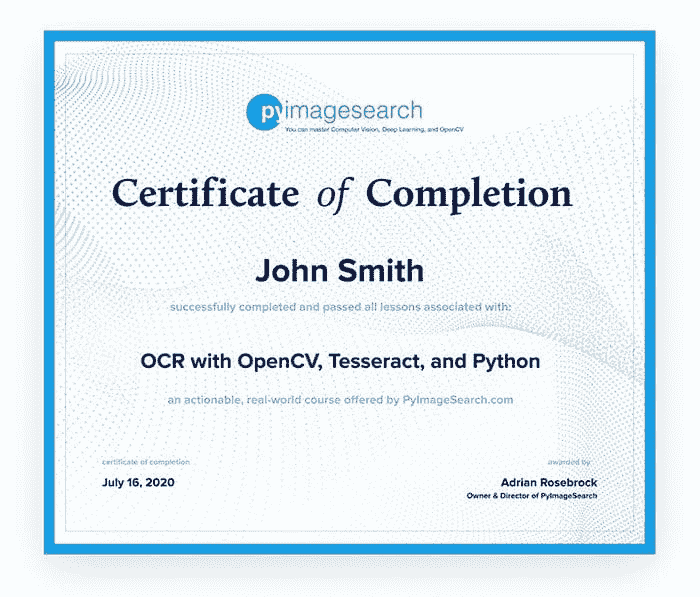 pyimagesearch
You can master Computer Vision, Deep Learning, and OpenCV
Certificate of Completion
John Smith
successfully completed and passed all lessons associated with:
OCR with OpenCV, Tesseract, and Python
an actionable, real-world course offered by PyImageSearch.com
certificate of completion
July 16, 2020
awarded by
Adrian Rosebrock
Owner & Director of PyImageSearch